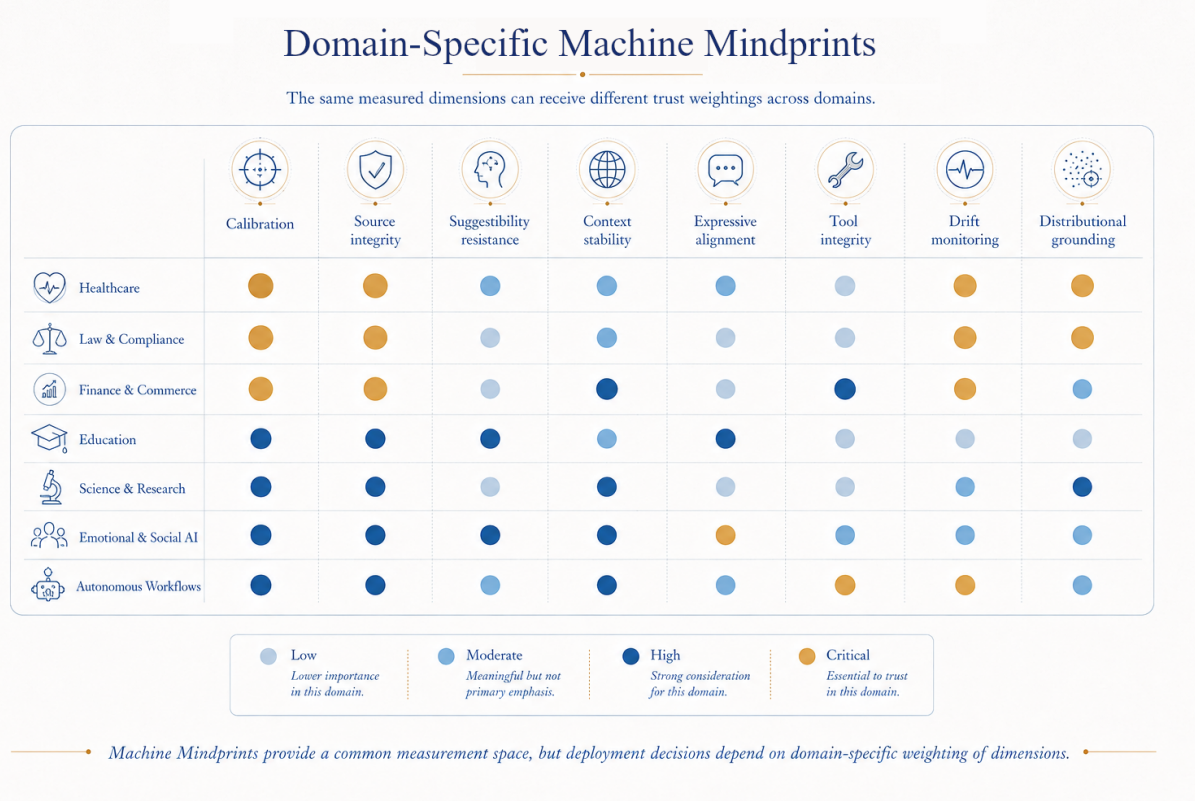 Domain-Specific Machine Mindprints
The same measured dimensions can receive different trust weightings across domains.
Calibration
Source
integrity
Suggestibility
resistance
Context
stability
Expressive
alignment
Tool
integrity
Drift
monitoring
Distributional
grounding
Healthcare
Law & Compliance
Finance & Commerce
Education
Science & Research
Emotional & Social AI
Autonomous Workflows
Low
Lower importance
in this domain.
Moderate
Meaningful but not
primary emphasis.
High
Strong consideration
for this domain.
Critical
Essential to trust
in this domain.
Machine Mindprints provide a common measurement space, but deployment decisions depend on domain-specific weighting of dimensions.